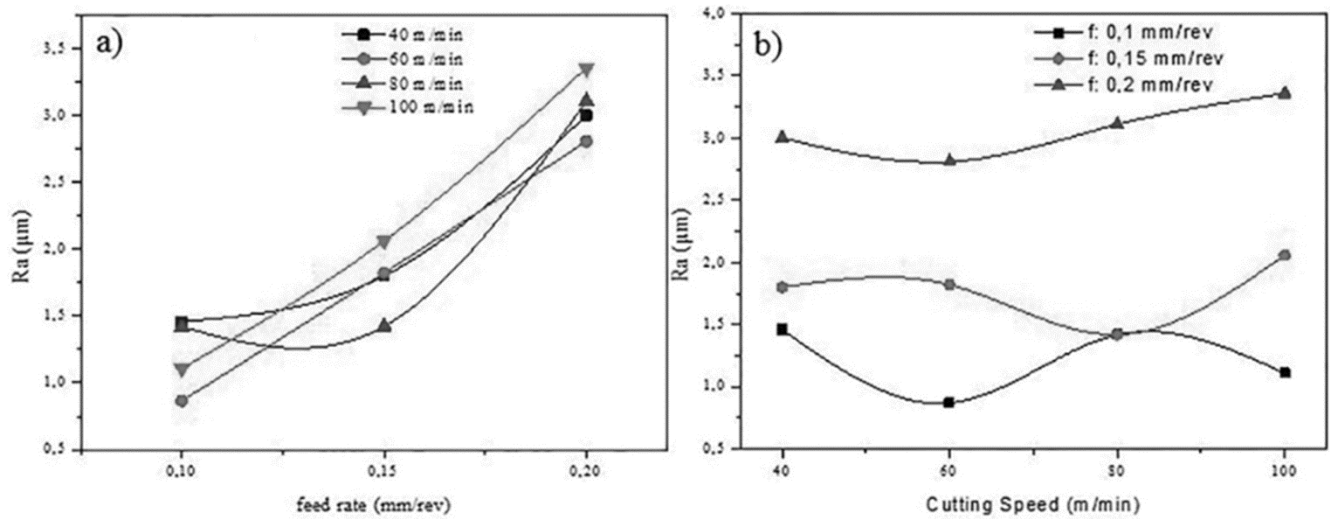 a)
40 m/min
60 m/min
80 m/min
100 m/min
3,5
3,0
2,5
2,0
1,5
1,0
0,5
Ra (μm)
0,10
0,15
0,20
feed rate (mm/rev)
b)
f: 0,1 mm/rev
f: 0,15 mm/rev
f: 0,2 mm/rev
4,0
3,5
3,0
2,5
2,0
1,5
1,0
0,5
Ra (μm)
40
60
80
100
Cutting Speed (m/min)